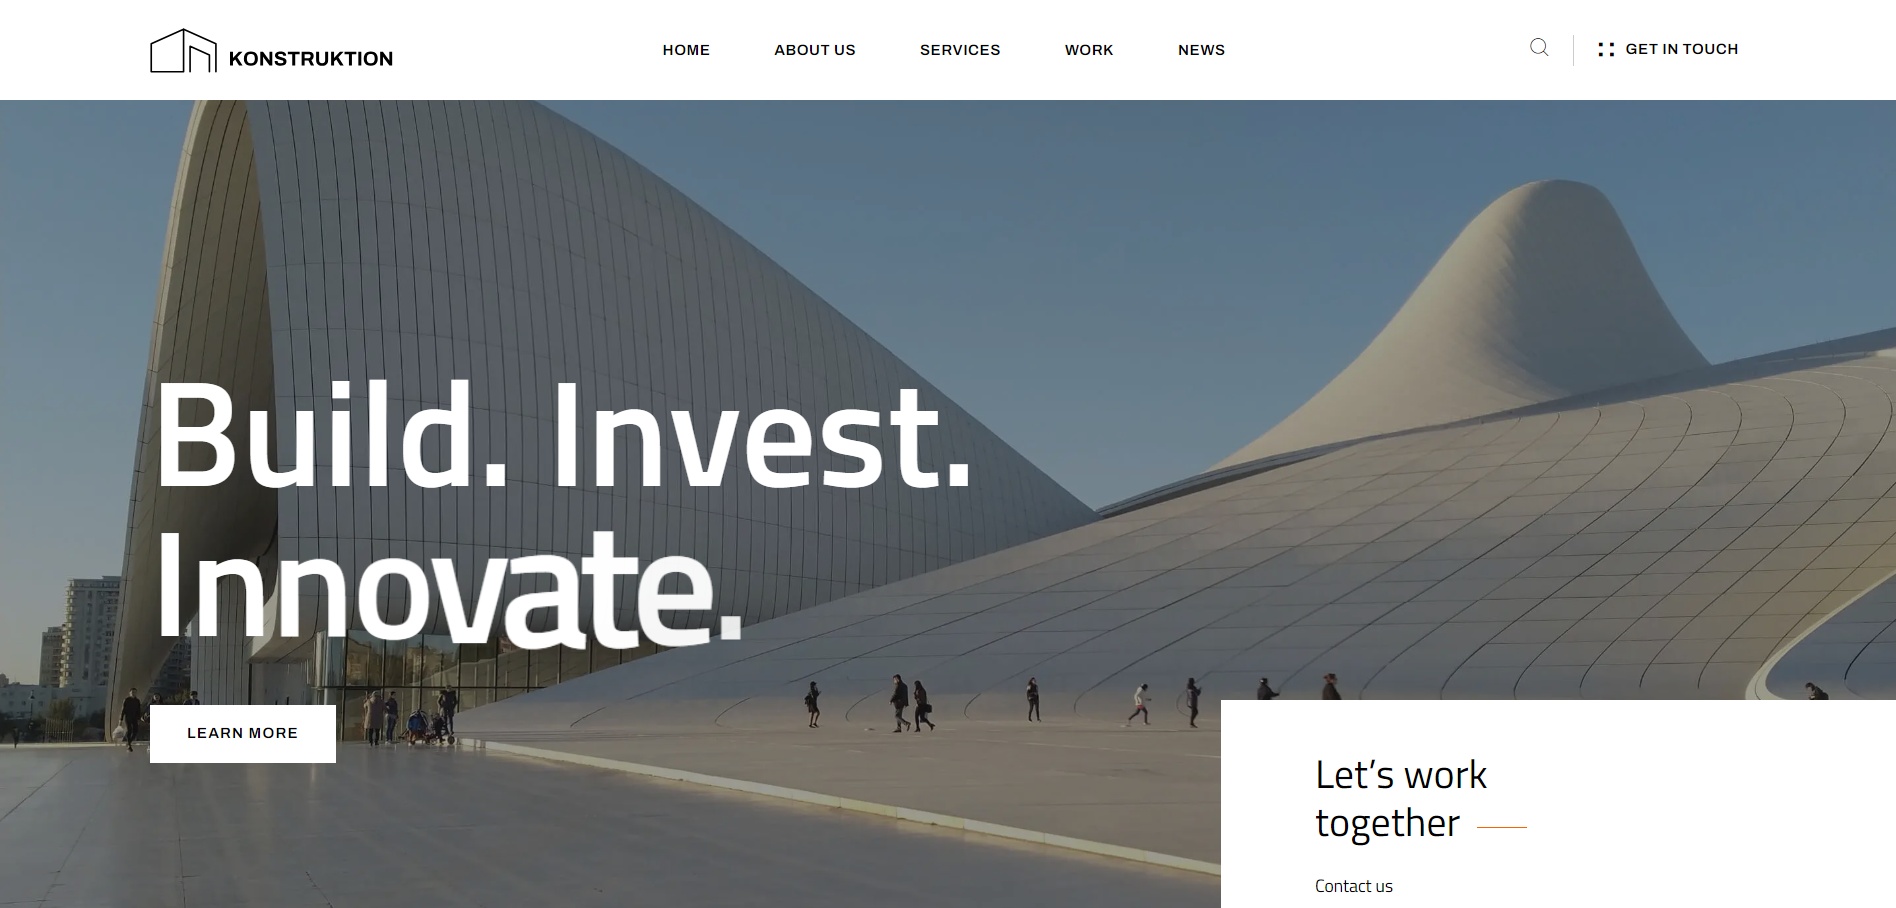 KONSTRUKTION
HOME ABOUT US SERVICES WORK NEWS
GET IN TOUCH
Build. Invest.
Innovate.
LEARN MORE
Let’s work
together
Contact us